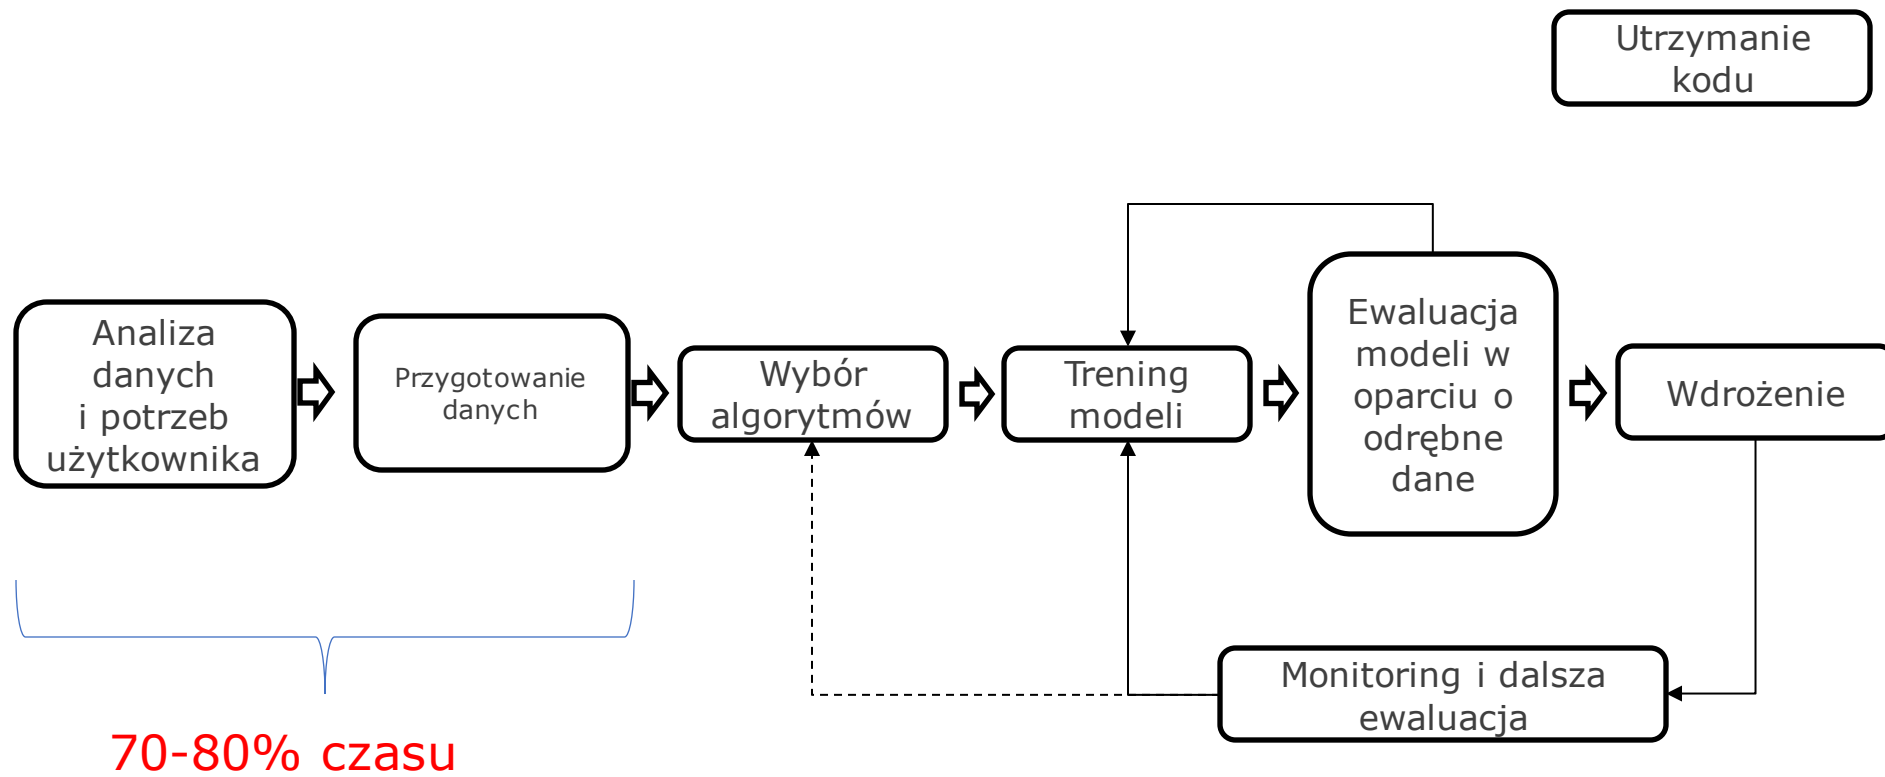 Utrzymanie
kodu
Analiza
danych
i potrzeb
użytkownika
Przygotowanie
danych
Wybór
algorytmów
Trening
modeli
Ewaluacja
modeli w
oparciu o
odrębne
dane
Wdrożenie
Monitoring i dalsza
ewaluacja
70-80% czasu